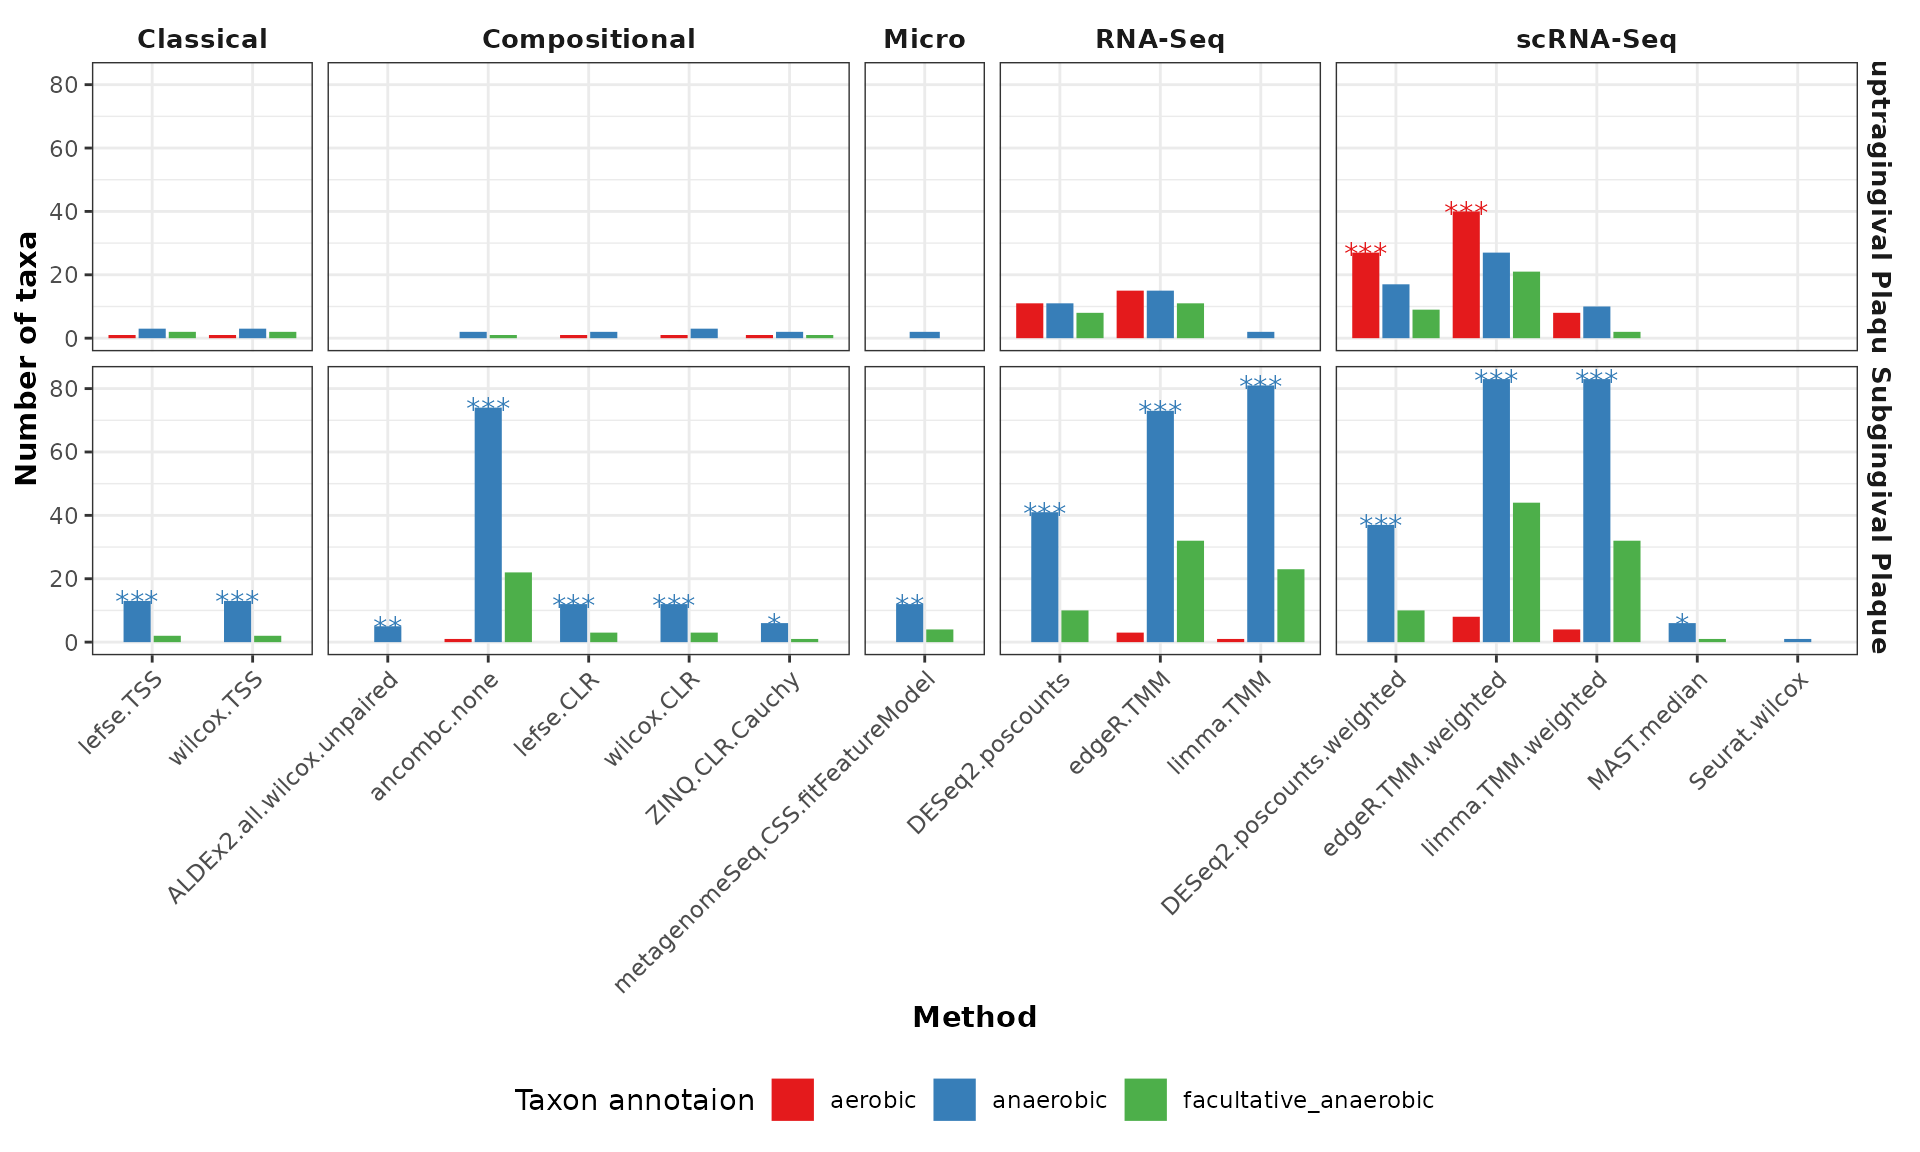 Classical
Compositional
Micro
RNA-Seq
scRNA-Seq
Number of taxa
80
60
40
20
0
*** ***
uptragingival Plaqu
80
60
40
20
0
*** ***
** *** *** *** *
**
*** *** ***
*** *** *** *
Subgingival Plaque
lefse.TSS
wilcox.TSS
ALDEx2.all.wilcox.unpaired
ancombc.none
lefse.CLR
wilcox.CLR
ZINQ.CLR.Cauchy
metagenomeSeq.CSS.fitFeatureModel
DESeq2.poscounts
edgeR.TMM
limma.TMM
DESeq2.poscounts.weighted
edgeR.TMM.weighted
limma.TMM.weighted
MAST.median
Seurat.wilcox
Method
Taxon annotaion aerobic anaerobic facultative_anaerobic